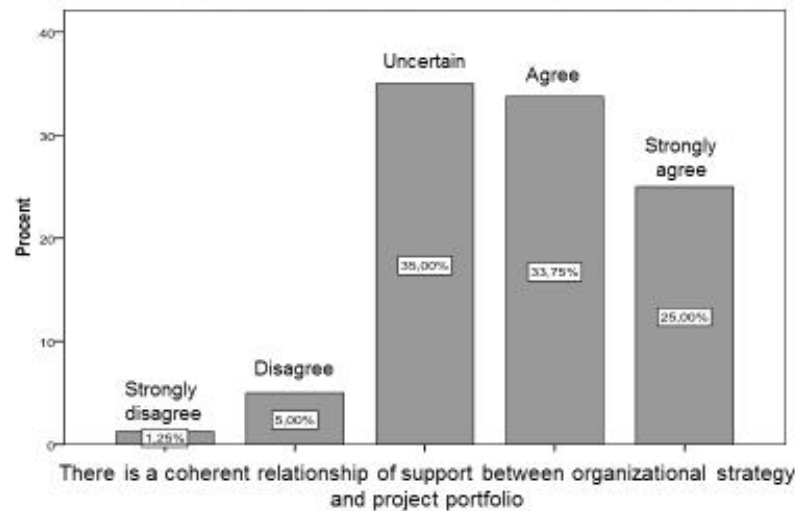 40
Uncertain
Agree
Strongly
agree
30
Procent
20
35,00%
33,75%
25,00%
10
Strongly
disagree
Disagree
1,25%
5,00%
0
There is a coherent relationship of support between organizational strategy
and project portfolio